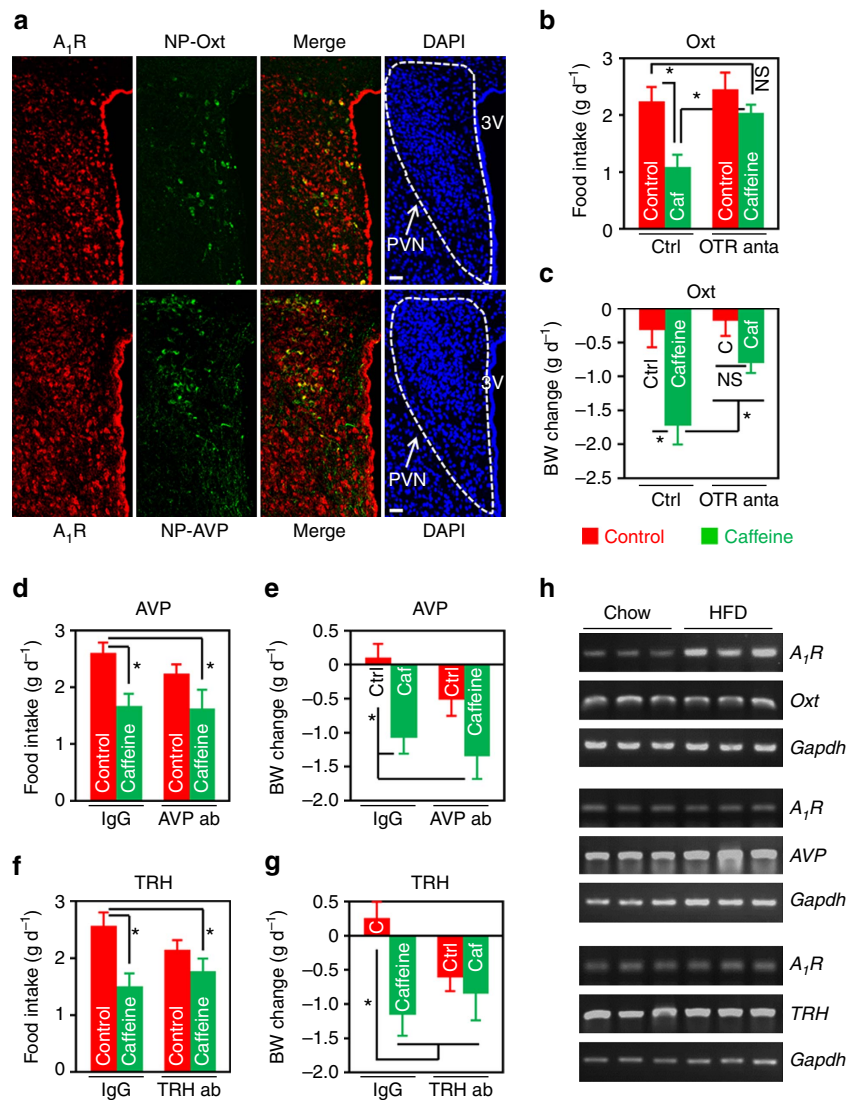 a
A₁R NP-Oxt Merge DAPI
3V
PVN
3V
PVN
A₁R NP-AVP Merge DAPI
b
Oxt
Food intake (g d⁻¹)
3
2
1
0
* * NS
Control Caf Control Caffeine
Ctrl OTR anta
c
Oxt
BW change (g d⁻¹)
0
−0.5
−1.0
−1.5
−2.0
−2.5
Ctrl Caffeine C Caf
NS
* *
Ctrl OTR anta
Control Caffeine
d
AVP
Food intake (g d⁻¹)
3
2
1
0
* *
Control Caffeine Control Caffeine
IgG AVP ab
e
AVP
BW change (g d⁻¹)
0.5
0
−0.5
−1.0
−1.5
−2.0
Ctrl Caf Ctrl Caffeine
*
IgG AVP ab
f
TRH
Food intake (g d⁻¹)
3
2
1
0
* *
Control Caffeine Control Caffeine
IgG TRH ab
g
TRH
BW change (g d⁻¹)
0.5
0
−0.5
−1.0
−1.5
−2.0
C Caffeine Ctrl Caf
*
IgG TRH ab
h
Chow HFD
A₁R
Oxt
Gapdh
A₁R
AVP
Gapdh
A₁R
TRH
Gapdh